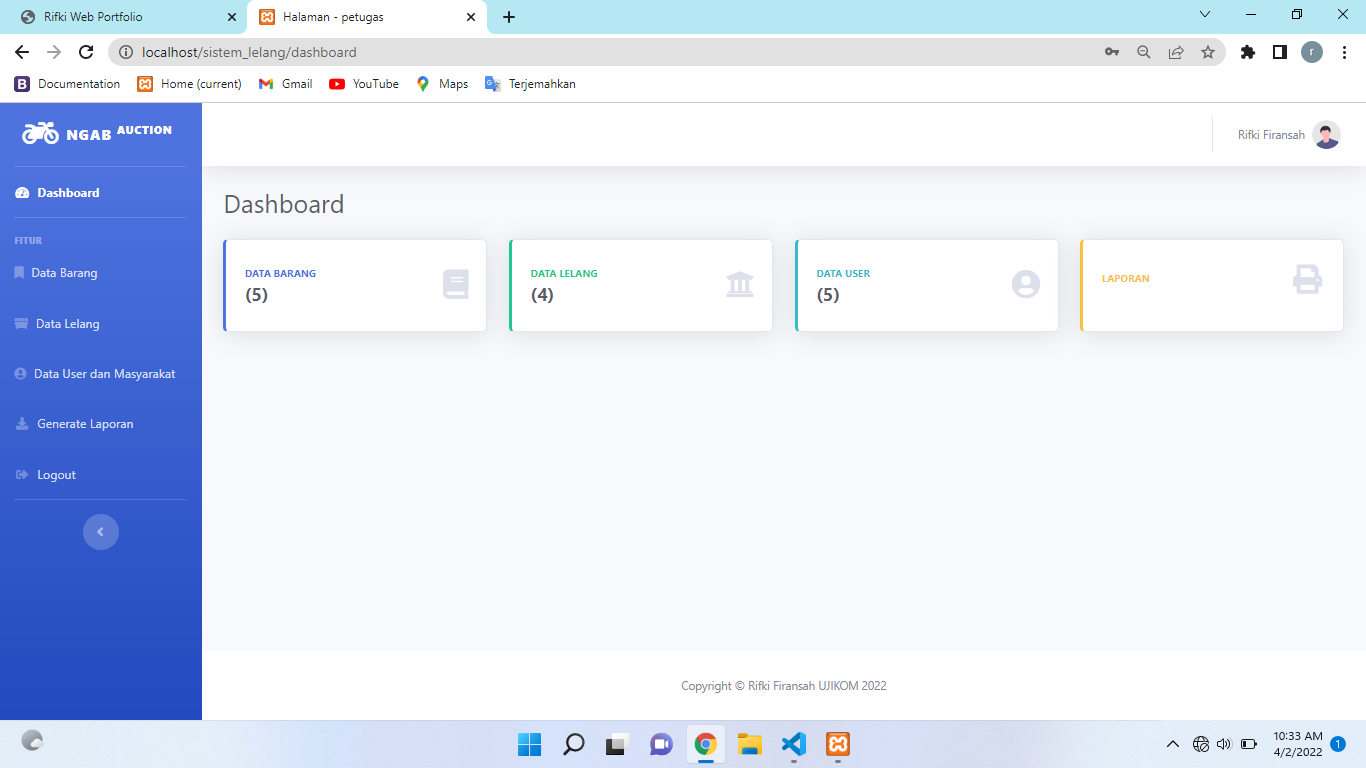 Rifki Web Portfolio
Halaman - petugas
localhost/sistem_lelang/dashboard
r
B Documentation
Home (current)
Gmail
YouTube
Maps
Terjemahkan
NGAB AUCTION
Rifki Firansah
Dashboard
FITUR
Data Barang
Data Lelang
Data User dan Masyarakat
Generate Laporan
Logout
Dashboard
DATA BARANG
(5)
DATA LELANG
(4)
DATA USER
(5)
LAPORAN
Copyright © Rifki Firansah UJIKOM 2022
10:33 AM
4/2/2022
1